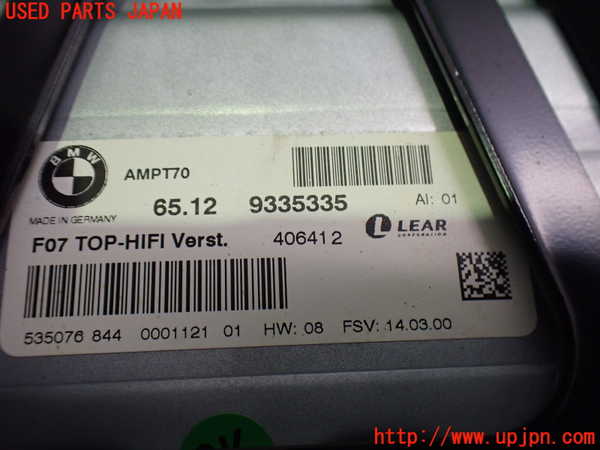 USED PARTS JAPAN
BMW
AMPT70
MADE IN GERMANY
65.12 9335335
AI: 01
F07 TOP-HIFI Verst. 406412
LEAR
CORPORATION
535076 844 0001121 01 HW: 08 FSV: 14.03.00
http://www.upjpn.com